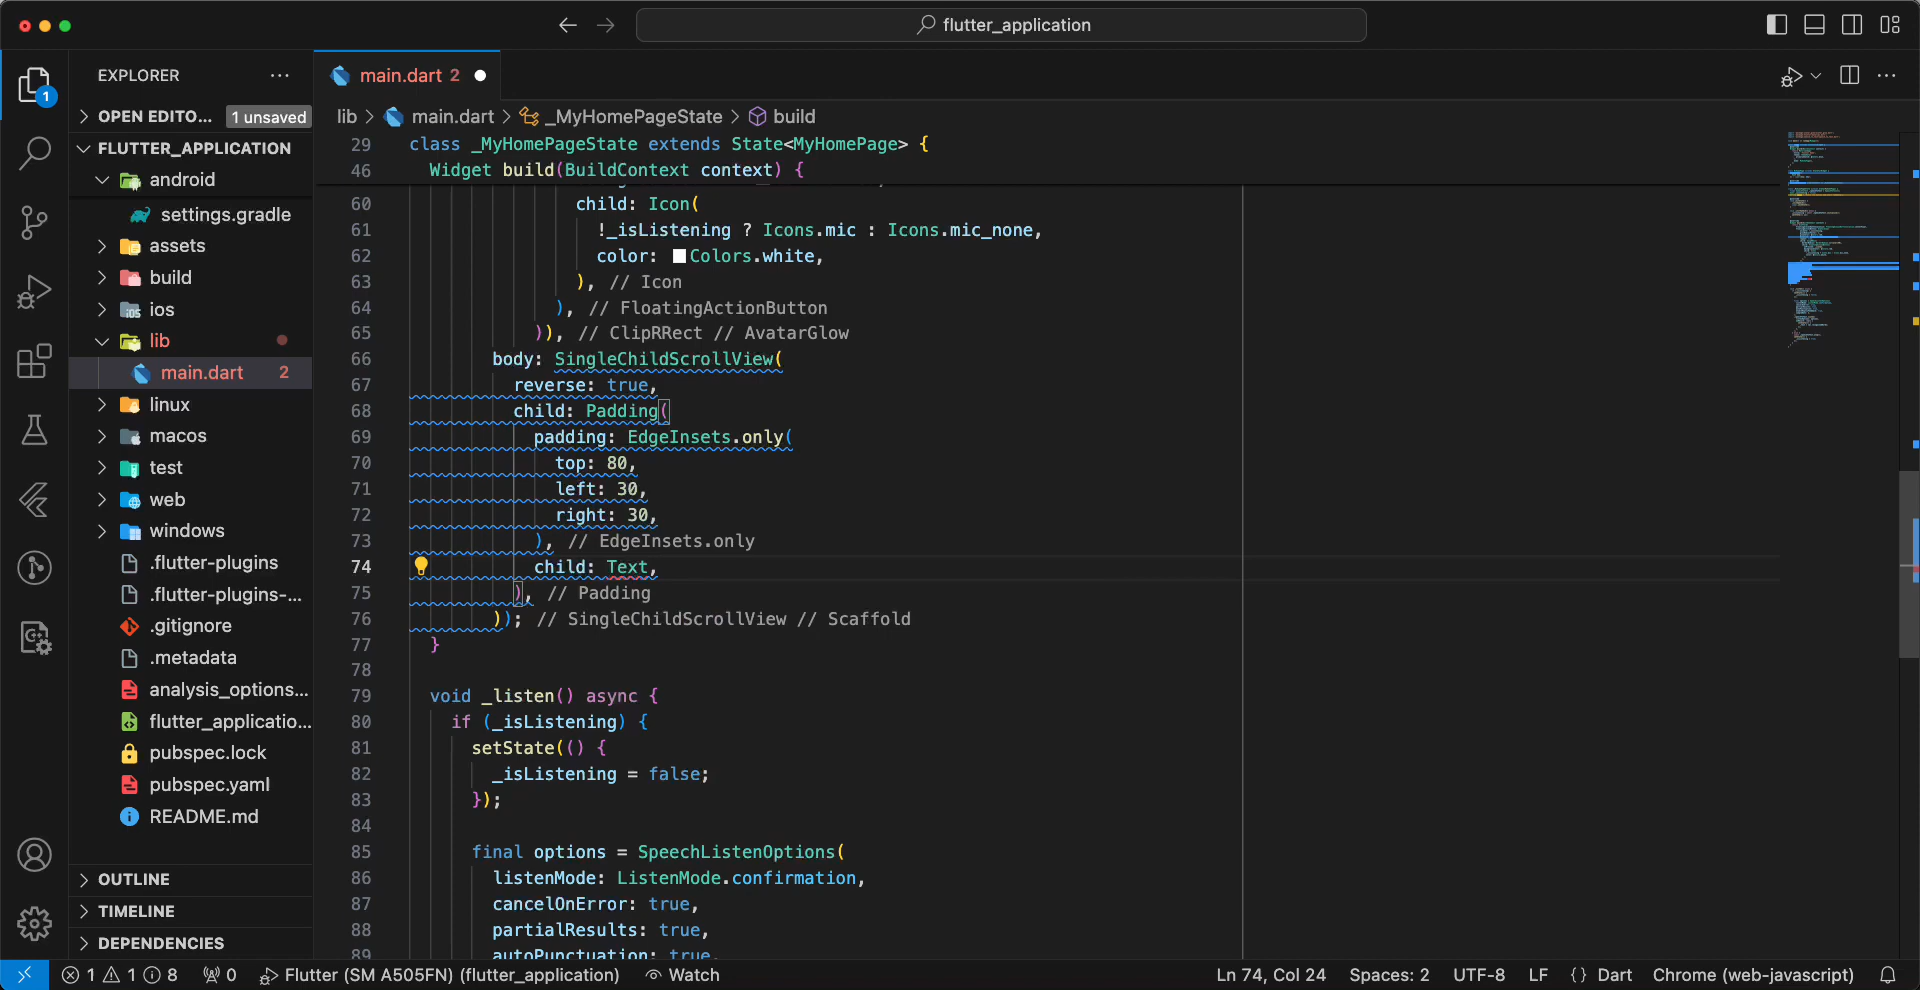 flutter_application
EXPLORER
main.dart 2
1
OPEN EDITO... 1 unsaved
FLUTTER_APPLICATION
android
settings.gradle
assets
build
ios
lib
main.dart 2
linux
macos
test
web
windows
.flutter-plugins
.flutter-plugins-...
.gitignore
.metadata
analysis_options...
flutter_applicatio...
pubspec.lock
pubspec.yaml
README.md
OUTLINE
TIMELINE
DEPENDENCIES
lib > main.dart > _MyHomePageState > build
29 class _MyHomePageState extends State<MyHomePage> {
46 Widget build(BuildContext context) {
60 child: Icon(
61 !_isListening ? Icons.mic : Icons.mic_none,
62 color: Colors.white,
63 ), // Icon
64 ), // FloatingActionButton
65 )), // ClipRRect // AvatarGlow
66 body: SingleChildScrollView(
67 reverse: true,
68 child: Padding(
69 padding: EdgeInsets.only(
70 top: 80,
71 left: 30,
72 right: 30,
73 ), // EdgeInsets.only
74 child: Text,
75 ), // Padding
76 )); // SingleChildScrollView // Scaffold
77 }
78
79 void _listen() async {
80 if (_isListening) {
81 setState(() {
82 _isListening = false;
83 });
84
85 final options = SpeechListenOptions(
86 listenMode: ListenMode.confirmation,
87 cancelOnError: true,
88 partialResults: true,
89 autoPunctuation: true,
1 1 8 0 Flutter (SM A505FN) (flutter_application) Watch Ln 74, Col 24 Spaces: 2 UTF-8 LF {} Dart Chrome (web-javascript)